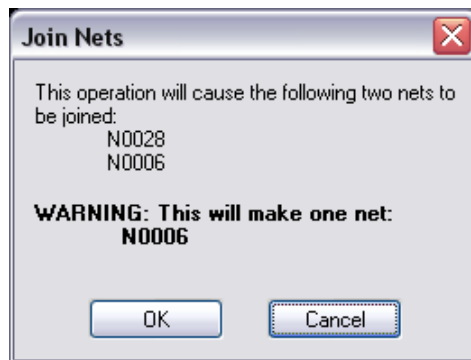 Join Nets
This operation will cause the following two nets to
be joined:
N0028
N0006
WARNING: This will make one net:
N0006
OK
Cancel